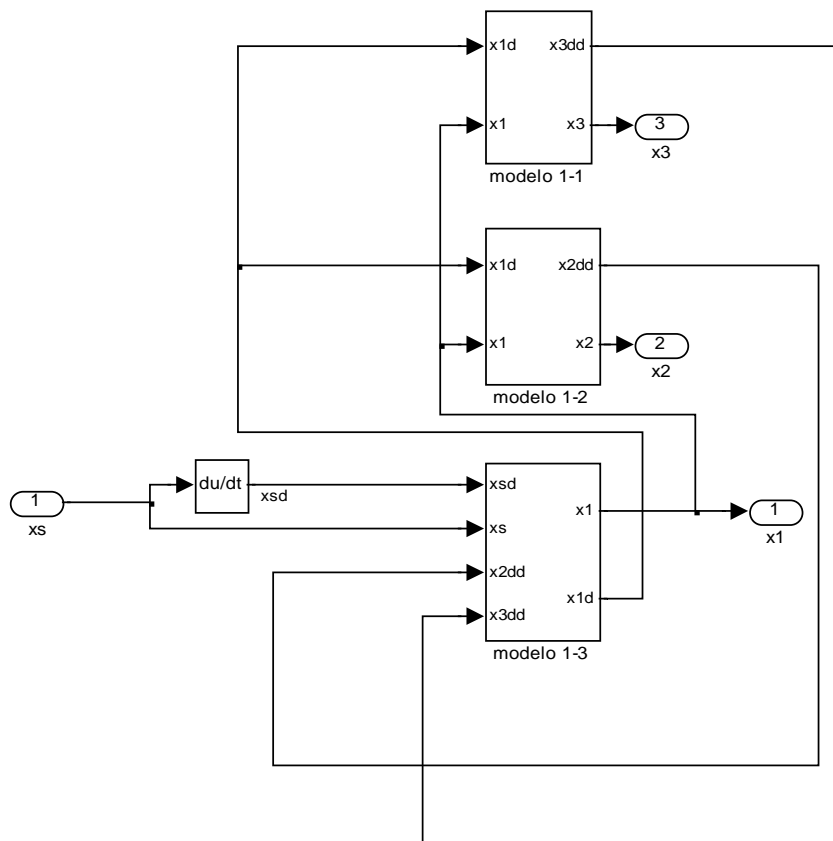 x1d x3dd
x1 x3
modelo 1-1
3
x3
x1d x2dd
x1 x2
modelo 1-2
2
x2
1
xs
du/dt
xsd
xsd
xs
x2dd
x3dd
x1
x1d
modelo 1-3
1
x1